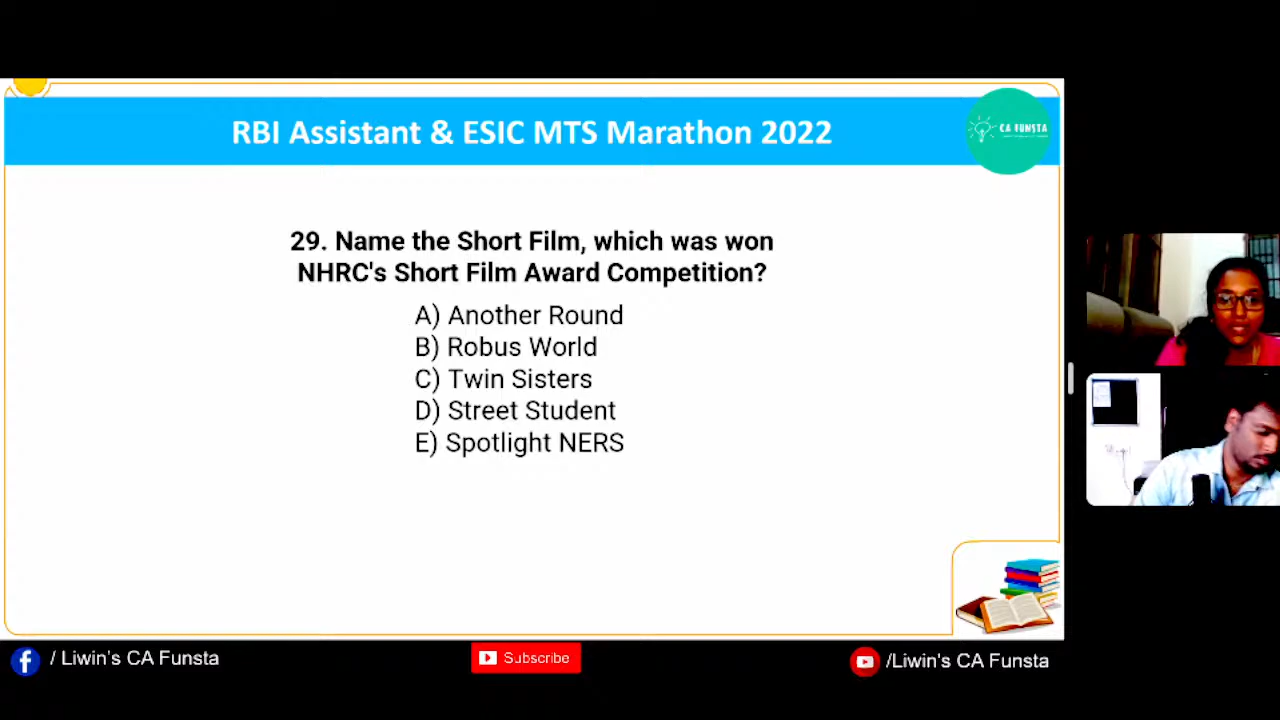 RBI Assistant & ESIC MTS Marathon 2022
CA FUNSTA
29. Name the Short Film, which was won
NHRC's Short Film Award Competition?
A) Another Round
B) Robus World
C) Twin Sisters
D) Street Student
E) Spotlight NERS
/ Liwin's CA Funsta
Subscribe
/Liwin's CA Funsta